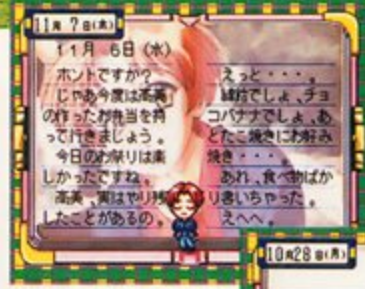 11月 7日(木)
11月 6日(水)
ホントですか?
じゃあ今度は高美
の作ったお弁当を持
って行きましょう。
今日のお祭りは楽
しかったですね。
高美、実はやり残
したことがあるの。
えっと・・・。
綿飴でしょ、チョ
コバナナでしょ、あ
とたこ焼きにお好み
焼き・・・
あれ、食べ物ばか
り書いちゃった。
えへへ。
10月28日(月)